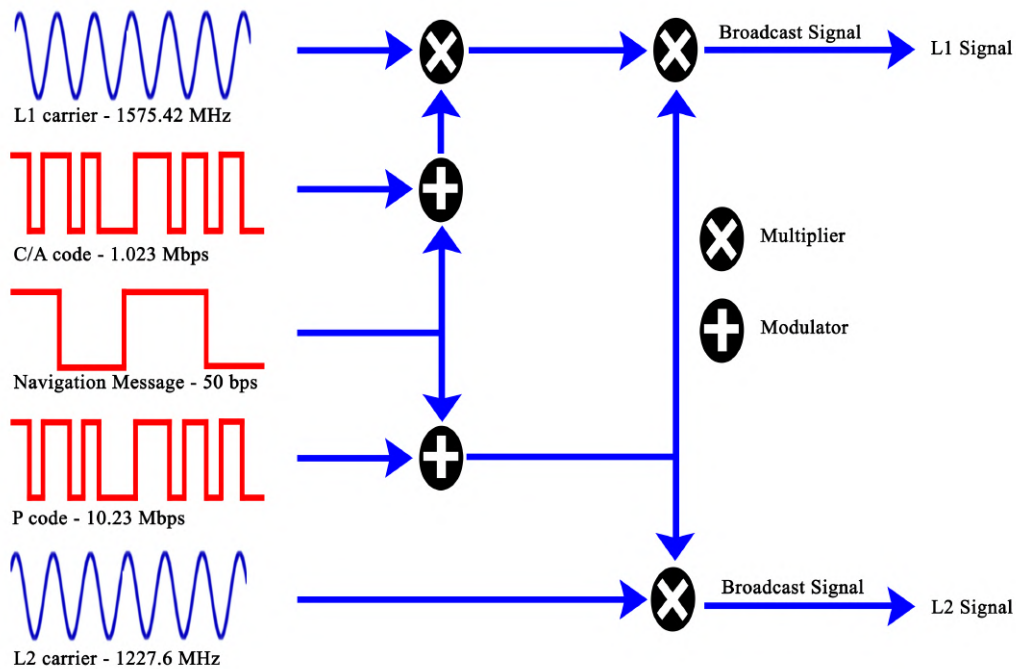 Broadcast Signal
L1 Signal
L1 carrier - 1575.42 MHz
C/A code - 1.023 Mbps
Multiplier
Modulator
Navigation Message - 50 bps
P code - 10.23 Mbps
Broadcast Signal
L2 Signal
L2 carrier - 1227.6 MHz